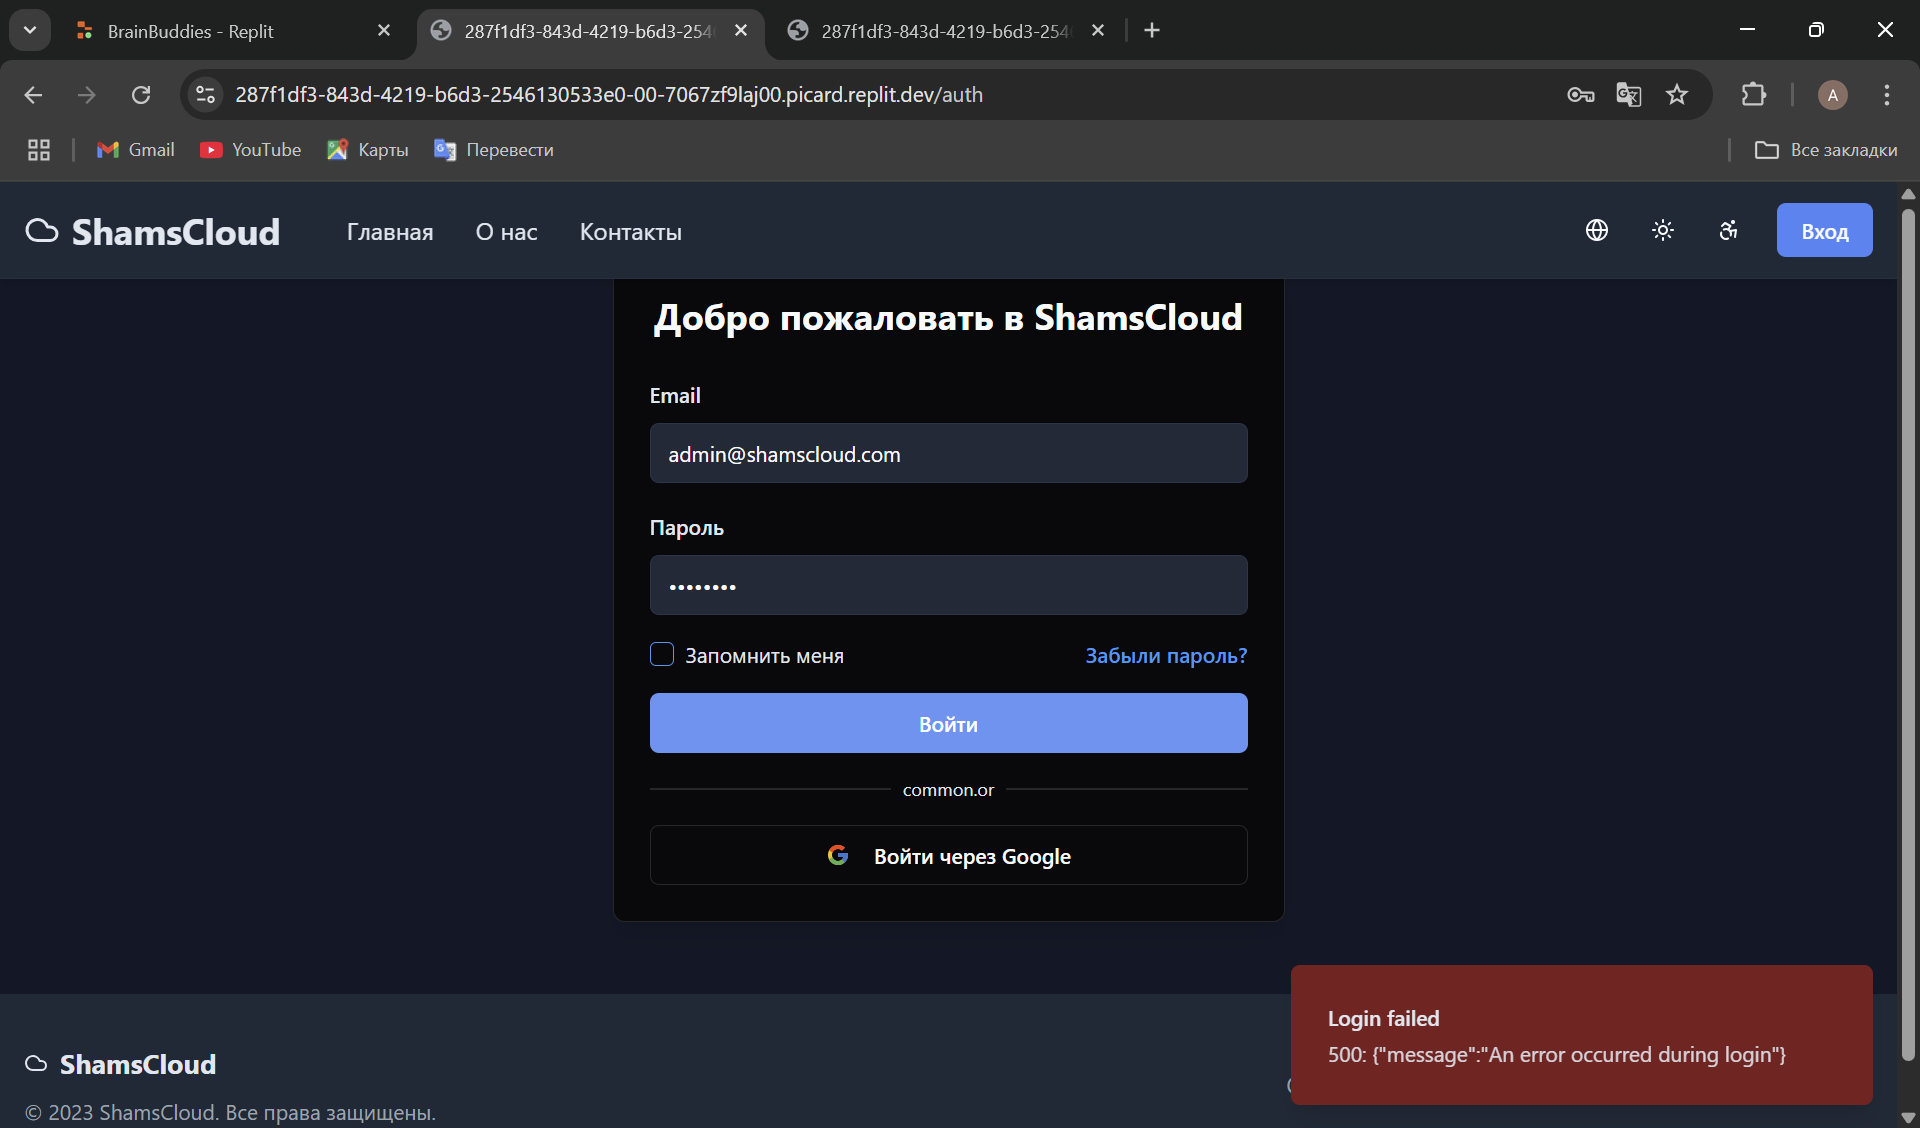 BrainBuddies - Replit
287f1df3-843d-4219-b6d3-254
287f1df3-843d-4219-b6d3-254
287f1df3-843d-4219-b6d3-2546130533e0-00-7067zf9laj00.picard.replit.dev/auth
A
Gmail
YouTube
Карты
Перевести
Все закладки
ShamsCloud
Главная
О нас
Контакты
Вход
Добро пожаловать в ShamsCloud
Email
admin@shamscloud.com
Пароль
••••••••
Запомнить меня
Забыли пароль?
Войти
common.or
Войти через Google
Login failed
500: {"message":"An error occurred during login"}
ShamsCloud
© 2023 ShamsCloud. Все права защищены.